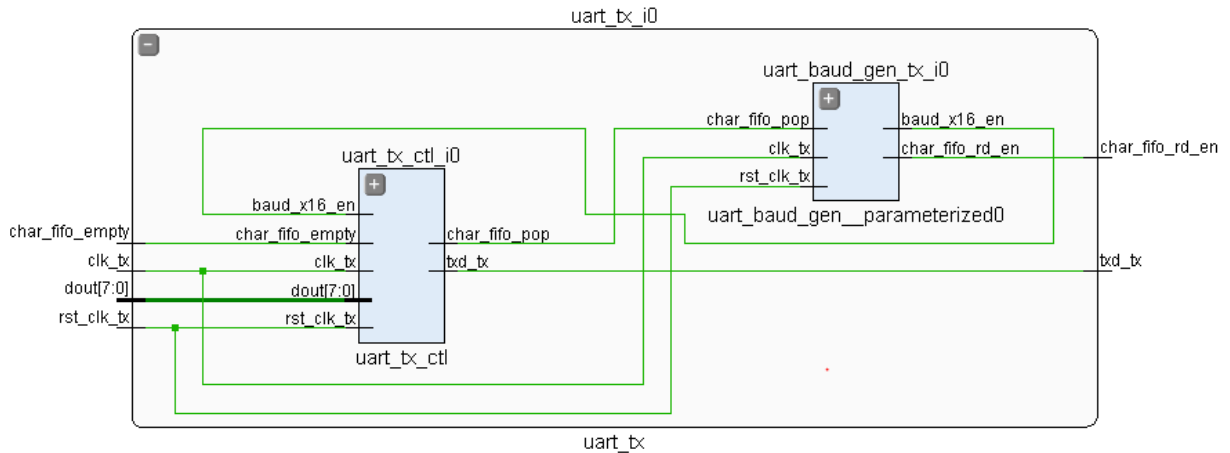 uart_tx_i0
uart_baud_gen_tx_i0
char_fifo_pop
baud_x16_en
clk_tx
char_fifo_rd_en
char_fifo_rd_en
rst_clk_tx
uart_baud_gen__parameterized0
uart_tx_ctl_i0
baud_x16_en
char_fifo_empty
char_fifo_empty
char_fifo_pop
clk_tx
clk_tx
txd_tx
txd_tx
dout[7:0]
dout[7:0]
rst_clk_tx
rst_clk_tx
uart_tx_ctl
uart_tx